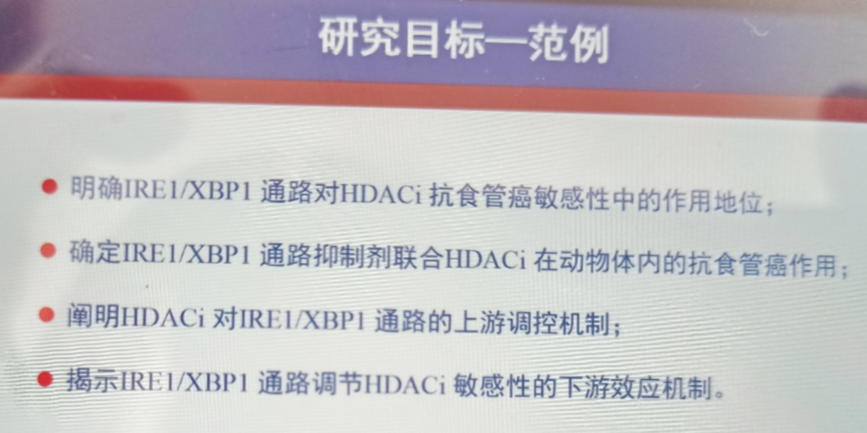 研究目标—范例
明确IRE1/XBP1 通路对HDACi 抗食管癌敏感性中的作用地位；
确定IRE1/XBP1 通路抑制剂联合HDACi 在动物体内的抗食管癌作用；
阐明HDACi 对IRE1/XBP1 通路的上游调控机制；
揭示IRE1/XBP1 通路调节HDACi 敏感性的下游效应机制。